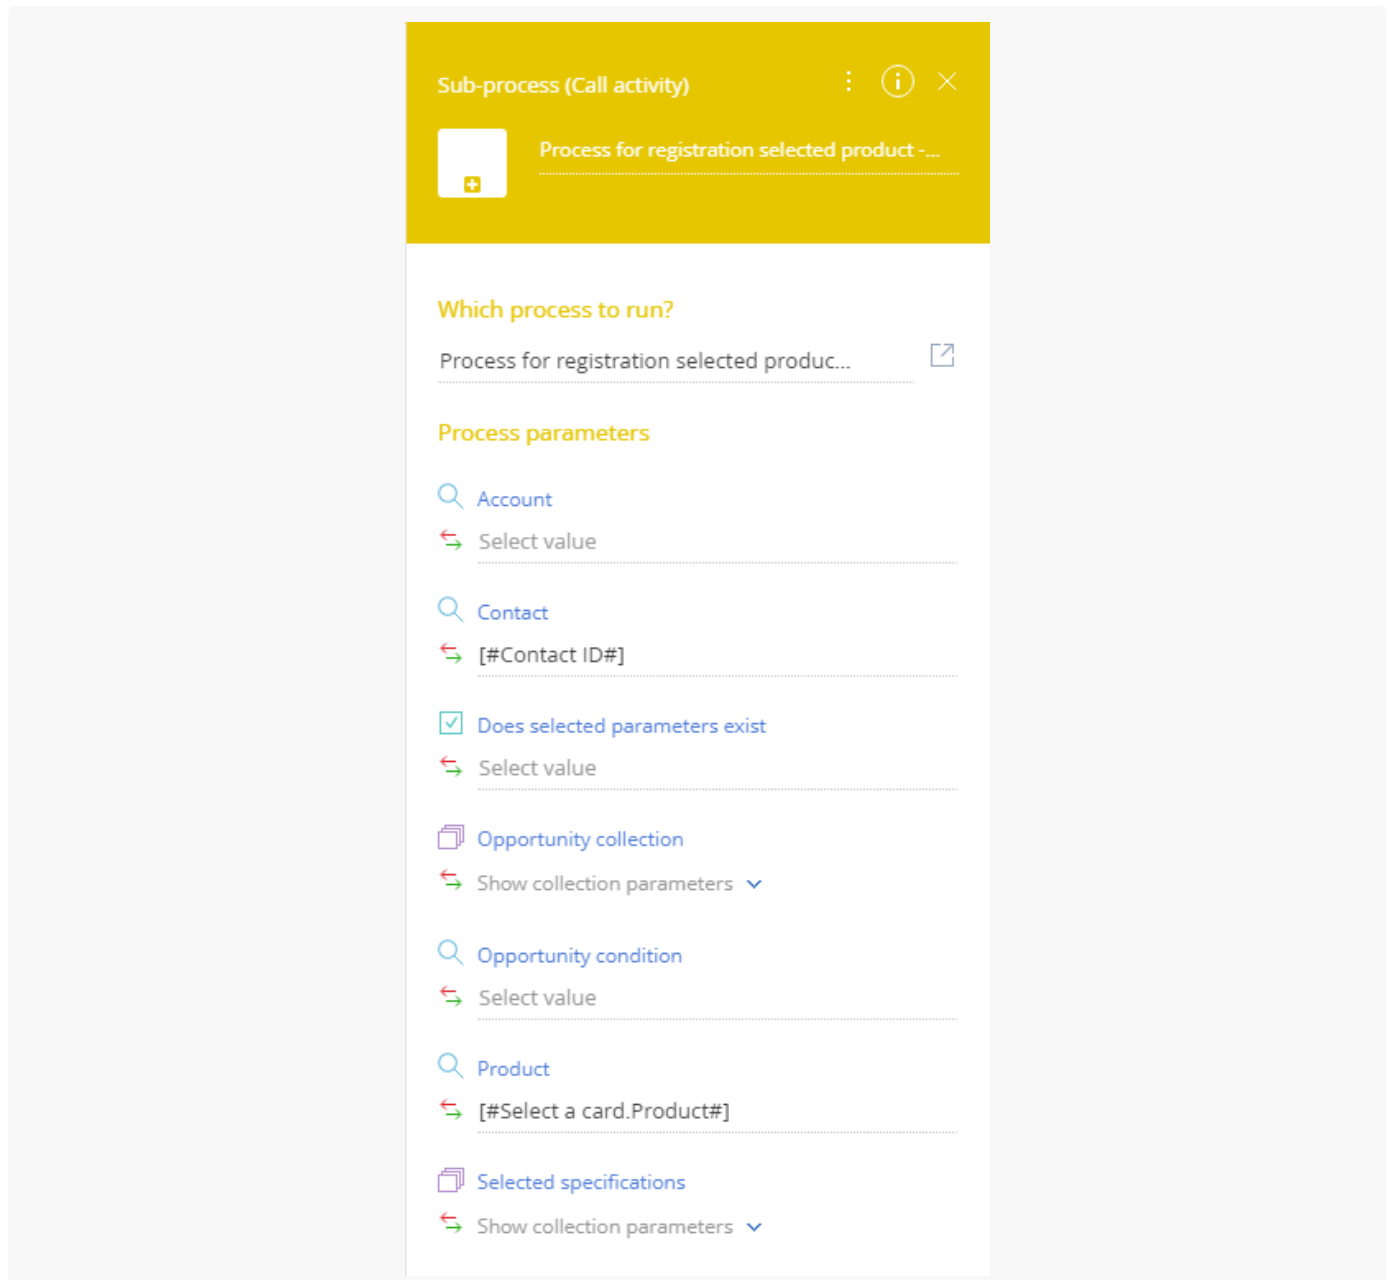 Sub-process (Call activity)
Process for registration selected product -...
Which process to run?
Process for registration selected produc...
Process parameters
Account
Select value
Contact
[#Contact ID#]
Does selected parameters exist
Select value
Opportunity collection
Show collection parameters
Opportunity condition
Select value
Product
[#Select a card.Product#]
Selected specifications
Show collection parameters